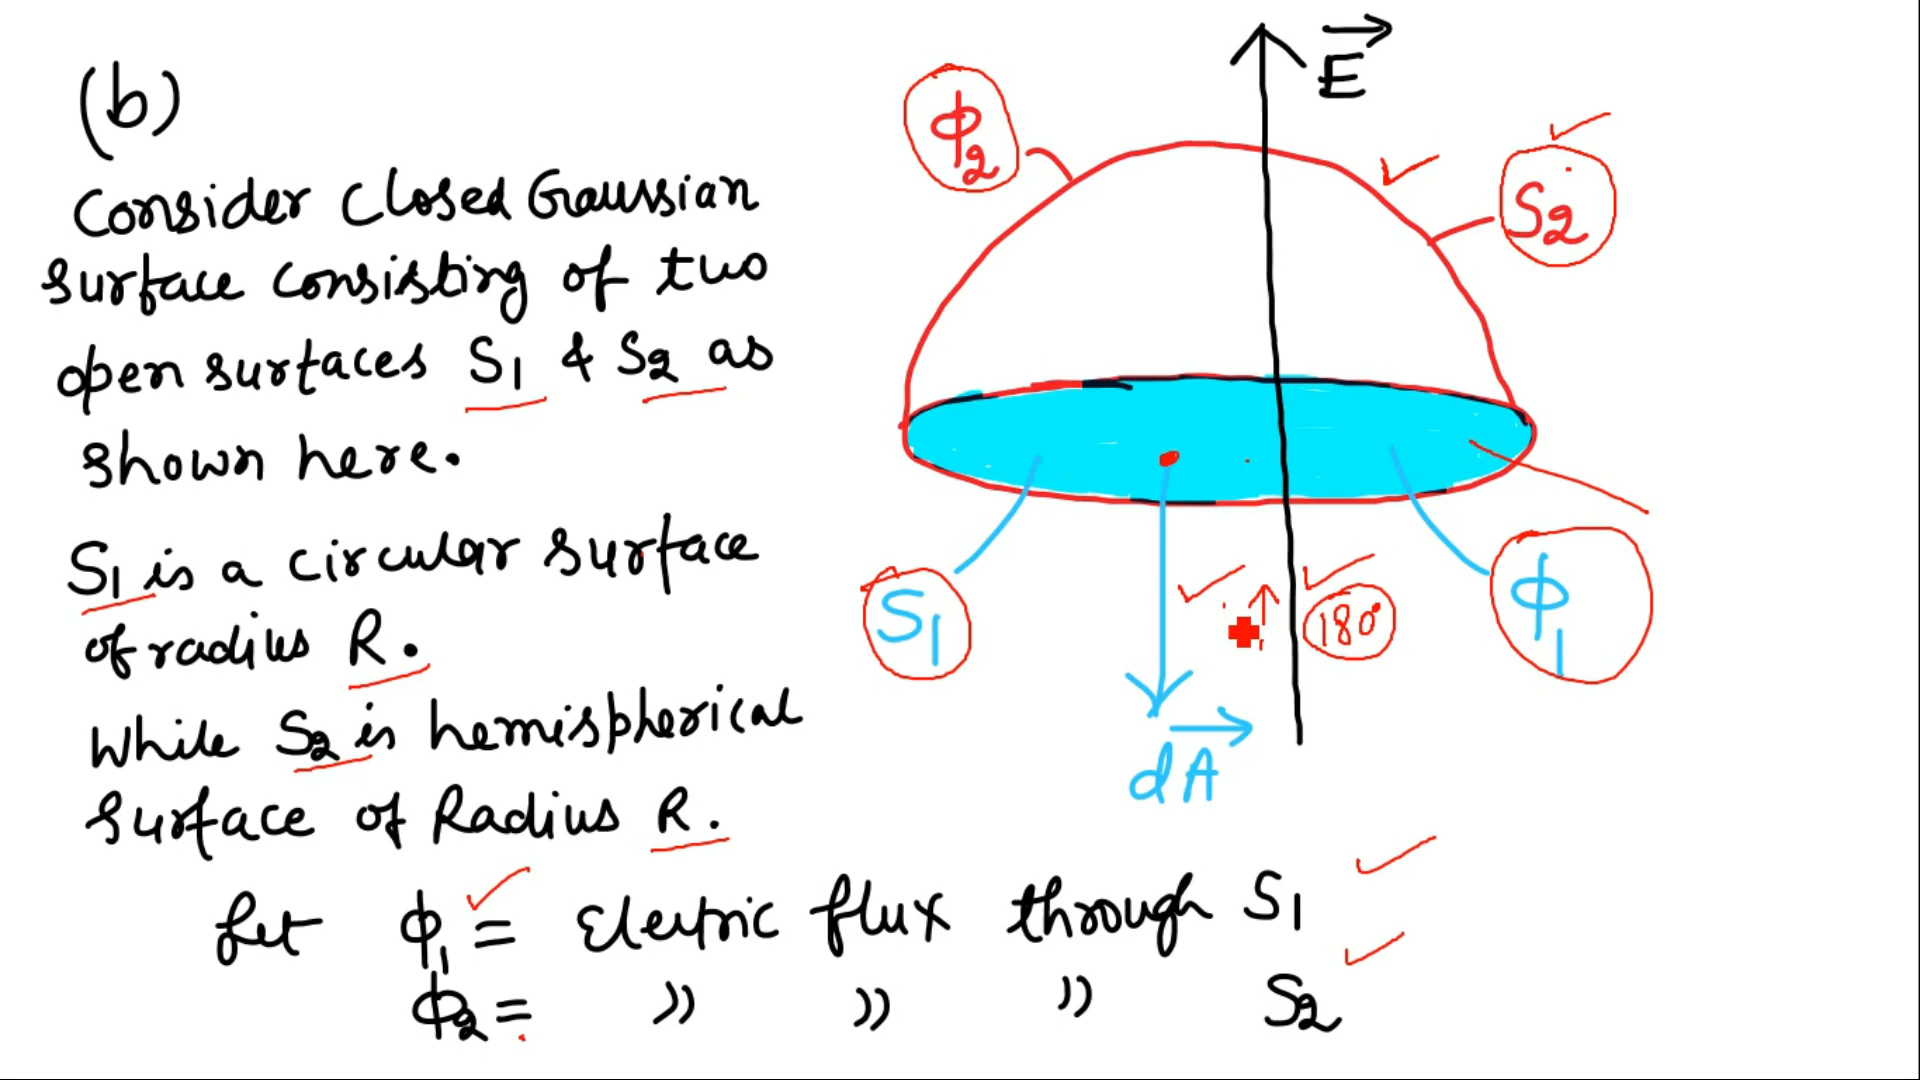 (b)
Consider Closed Gaussian
surface consisting of two
open surfaces S1 & S2 as
shown here.
S1 is a circular surface
of radius R.
While S2 is hemispherical
surface of Radius R.
Let ϕ1 = Electric flux through S1
ϕ2 = 〃 〃 〃 S2
E
ϕ2
S2
S1
180°
ϕ1
dA